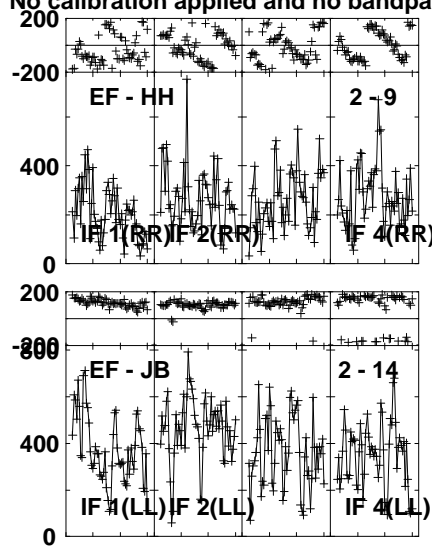 No calibration applied and no bandpa
200
-200
EF - HH 2 - 9
400
IF 1(RR) IF 2(RR) IF 4(RR)
0
200
-200
800
EF - JB 2 - 14
400
IF 1(LL) IF 2(LL) IF 4(LL)
0